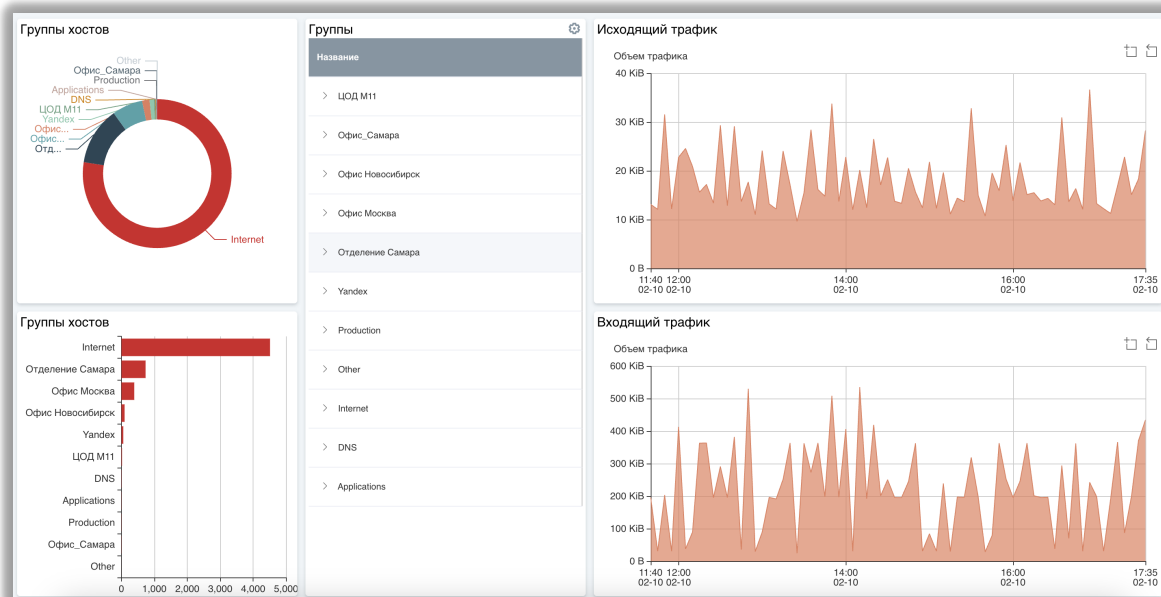 Группы хостов
Other
Офис_Самара
Production
Applications
DNS
ЦОД М11
Yandex
Офис...
Офис...
Отд...
Internet
Группы хостов
Internet
Отделение Самара
Офис Москва
Офис Новосибирск
Yandex
ЦОД М11
DNS
Applications
Production
Офис_Самара
Other
0 1,000 2,000 3,000 4,000 5,000
Группы
Название
ЦОД М11
Офис_Самара
Офис Новосибирск
Офис Москва
Отделение Самара
Yandex
Production
Other
Internet
DNS
Applications
Исходящий трафик
Объем трафика
40 KiB
30 KiB
20 KiB
10 KiB
0 B
11:40 12:00 14:00 16:00 17:35
02-10 02-10 02-10 02-10 02-10
Входящий трафик
Объем трафика
600 KiB
500 KiB
400 KiB
300 KiB
200 KiB
100 KiB
0 B
11:40 12:00 14:00 16:00 17:35
02-10 02-10 02-10 02-10 02-10